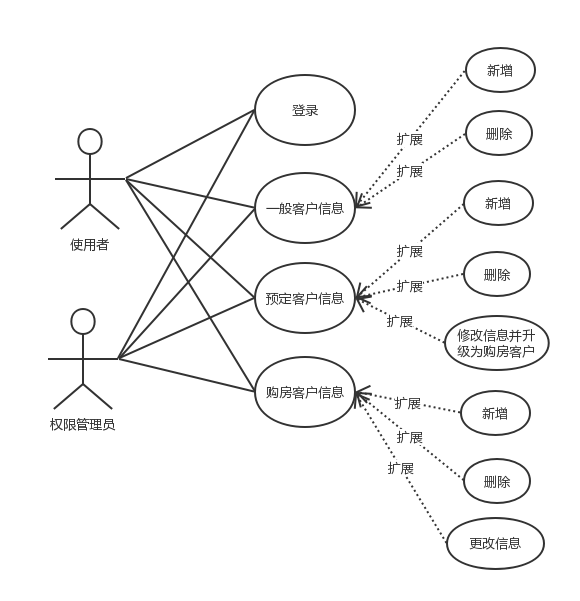 新增
登录
扩展
删除
扩展
一般客户信息
新增
使用者
扩展
删除
扩展
预定客户信息
扩展
修改信息并升
级为购房客户
购房客户信息
扩展
新增
权限管理员
扩展
扩展
删除
更改信息